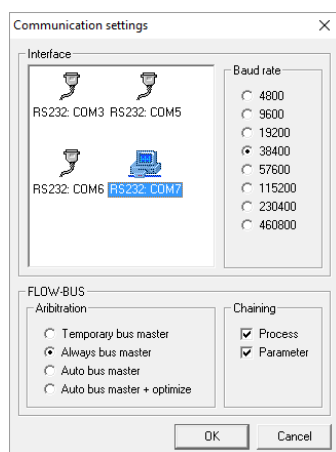 Communication settings
Interface
RS232: COM3 RS232: COM5
RS232: COM6 RS232: COM7
Baud rate
4800
9600
19200
38400
57600
115200
230400
460800
FLOW-BUS
Aribitration
Temporary bus master
Always bus master
Auto bus master
Auto bus master + optimize
Chaining
Process
Parameter
OK
Cancel